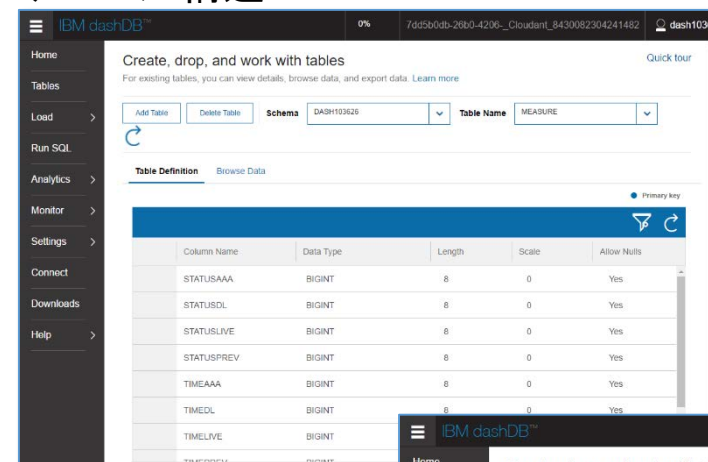 IBM dashDB™ 0% 7dd5b0db-26b0-4206-_Cloudant_8430082304241482 dash103
Home
Tables
Load
Run SQL
Analytics
Monitor
Settings
Connect
Downloads
Help
Create, drop, and work with tables Quick tour
For existing tables, you can view details, browse data, and export data. Learn more
Add Table Delete Table Schema DASH103626 Table Name MEASURE
Table Definition Browse Data
Primary key
Column Name Data Type Length Scale Allow Nulls
STATUSAAA BIGINT 8 0 Yes
STATUSDL BIGINT 8 0 Yes
STATUSLIVE BIGINT 8 0 Yes
STATUSPREV BIGINT 8 0 Yes
TIMEAAA BIGINT 8 0 Yes
TIMEDL BIGINT 8 0 Yes
TIMELIVE BIGINT
IBM dashDB™
Home